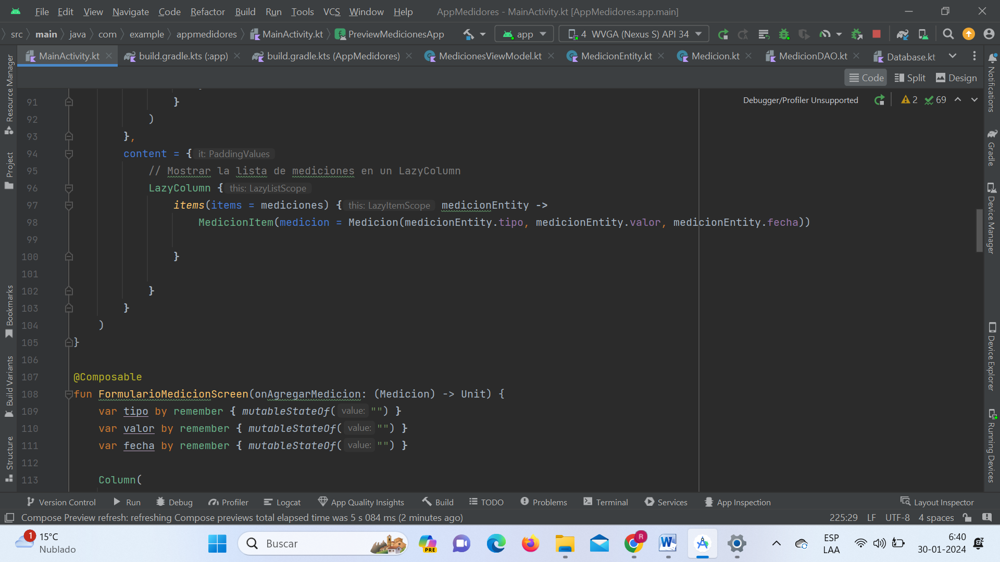 File Edit View Navigate Code Refactor Build Run Tools VCS Window Help AppMedidores - MainActivity.kt [AppMedidores.app.main]
src main java com example appmedidores MainActivity.kt PreviewMedicionesApp app 4 WVGA (Nexus S) API 34
MainActivity.kt build.gradle.kts (:app) build.gradle.kts (AppMedidores) MedicionesViewModel.kt MedicionEntity.kt Medicion.kt MedicionDAO.kt Database.kt
Code Split Design
Debugger/Profiler Unsupported 2 69
91 }
92 )
93 },
94 content = { it: PaddingValues
95 // Mostrar la lista de mediciones en un LazyColumn
96 LazyColumn { this: LazyListScope
97 items(items = mediciones) { this: LazyItemScope medicionEntity ->
98 MedicionItem(medicion = Medicion(medicionEntity.tipo, medicionEntity.valor, medicionEntity.fecha))
99
100 }
101
102 }
103 }
104 )
105 }
106
107 @Composable
108 fun FormularioMedicionScreen(onAgregarMedicion: (Medicion) -> Unit) {
109 var tipo by remember { mutableStateOf( value: "") }
110 var valor by remember { mutableStateOf( value: "") }
111 var fecha by remember { mutableStateOf( value: "") }
112
113 Column(
Resource Manager
Project
Bookmarks
Build Variants
Structure
Notifications
Gradle
Device Manager
Device Explorer
Running Devices
Version Control Run Debug Profiler Logcat App Quality Insights Build TODO Problems Terminal Services App Inspection Layout Inspector
Compose Preview refresh: refreshing Compose previews total elapsed time was 5 s 084 ms (2 minutes ago) 225:29 LF UTF-8 4 spaces
1 15°C
Nublado
Buscar
PRE
R
ESP
LAA
6:40
30-01-2024